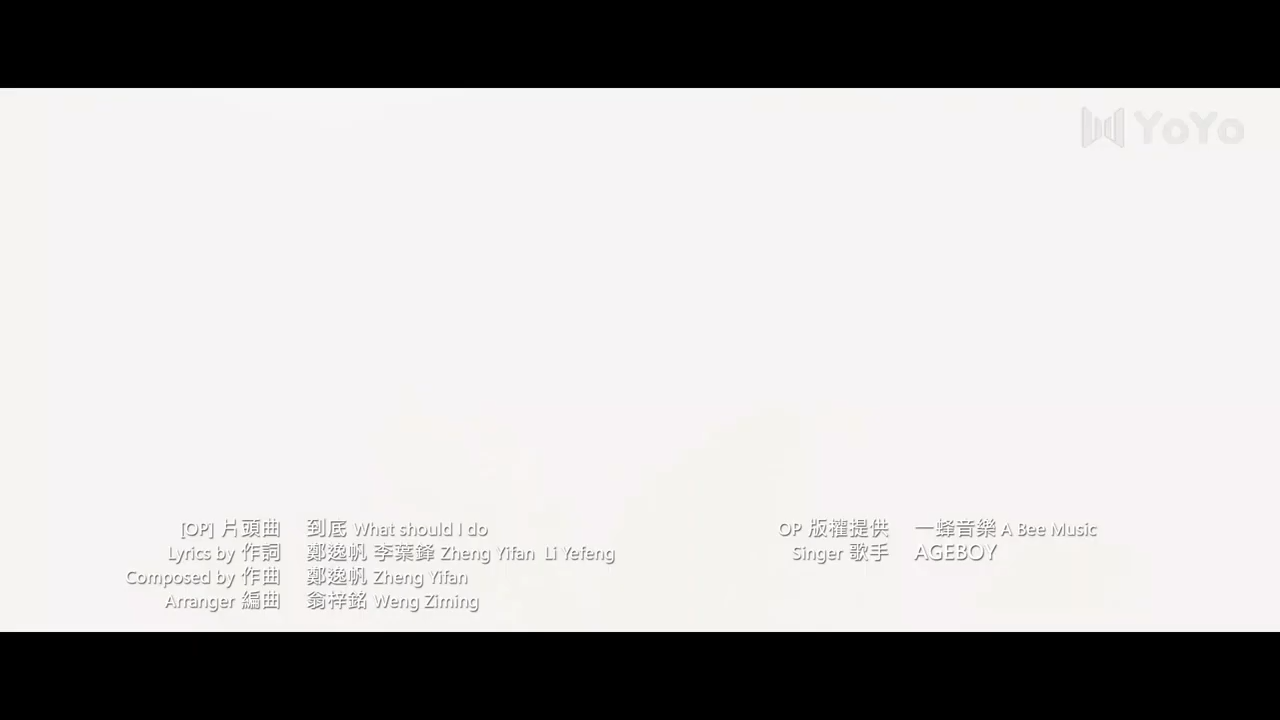 YoYo
[OP] 片頭曲 到底 What should I do
Lyrics by 作詞 鄭逸帆 李葉鋒 Zheng Yifan Li Yefeng
Composed by 作曲 鄭逸帆 Zheng Yifan
Arranger 編曲 翁梓銘 Weng Ziming
OP 版權提供 一蜂音樂 A Bee Music
Singer 歌手 AGEBOY